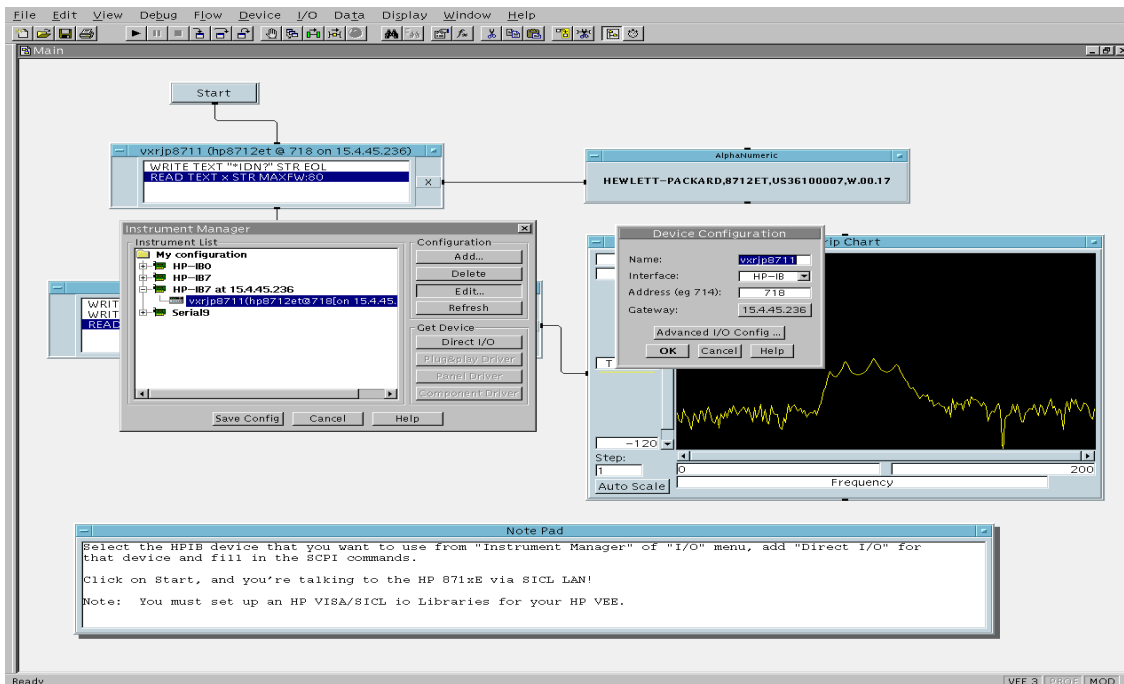 File Edit View Debug Flow Device I/O Data Display Window Help
Main
Start
vxrjp8711 (hp8712et @ 718 on 15.4.45.236)
WRITE TEXT "*IDN?" STR EOL
READ TEXT x STR MAXFW:80
X
AlphaNumeric
HEWLETT-PACKARD,8712ET,US36100007,W.00.17
Instrument Manager
Instrument List
My configuration
HP-IB0
HP-IB7
HP-IB7 at 15.4.45.236
vxrjp8711(hp8712et@718[on 15.4.45.
Serial9
Configuration
Add...
Delete
Edit...
Refresh
Get Device
Direct I/O
Plug&play Driver
Panel Driver
Component Driver
Save Config Cancel Help
WRIT
WRIT
READ
rip Chart
Device Configuration
Name: vxrjp8711
Interface: HP-IB
Address (eg 714): 718
Gateway: 15.4.45.236
Advanced I/O Config ...
OK Cancel Help
T
-120
Step:
1
Auto Scale
0 200
Frequency
Note Pad
Select the HPIB device that you want to use from "Instrument Manager" of "I/O" menu, add "Direct I/O" for
that device and fill in the SCPI commands.
Click on Start, and you're talking to the HP 871xE via SICL LAN!
Note: You must set up an HP VISA/SICL io Libraries for your HP VEE.
Ready
VEE 3 PROF MOD